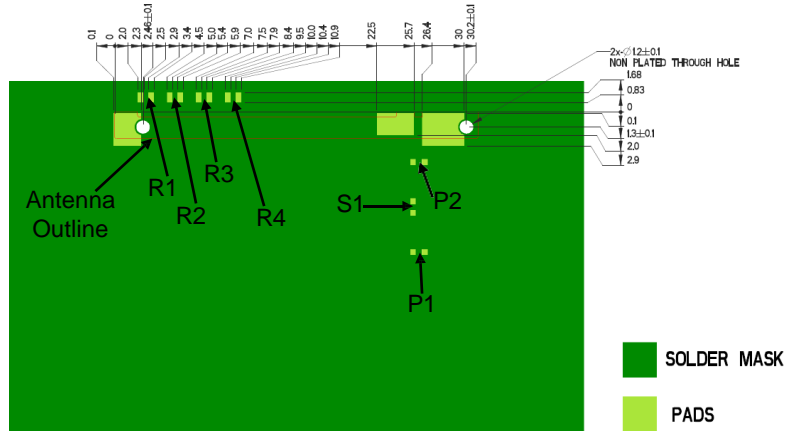 0.1
0
2.0
2.3
2.46±0.1
2.5
2.9
3.4
4.5
5.0
5.4
5.9
7.0
7.5
7.9
8.4
9.5
10.0
10.4
10.9
22.5
25.7
26.4
30
30.2±0.1
2x-∅1.2±0.1
NON PLATED THROUGH HOLE
1.68
0.83
0
0.1
1.3±0.1
2.0
2.9
R1
R2
R3
R4
S1
P2
P1
Antenna
Outline
SOLDER MASK
PADS